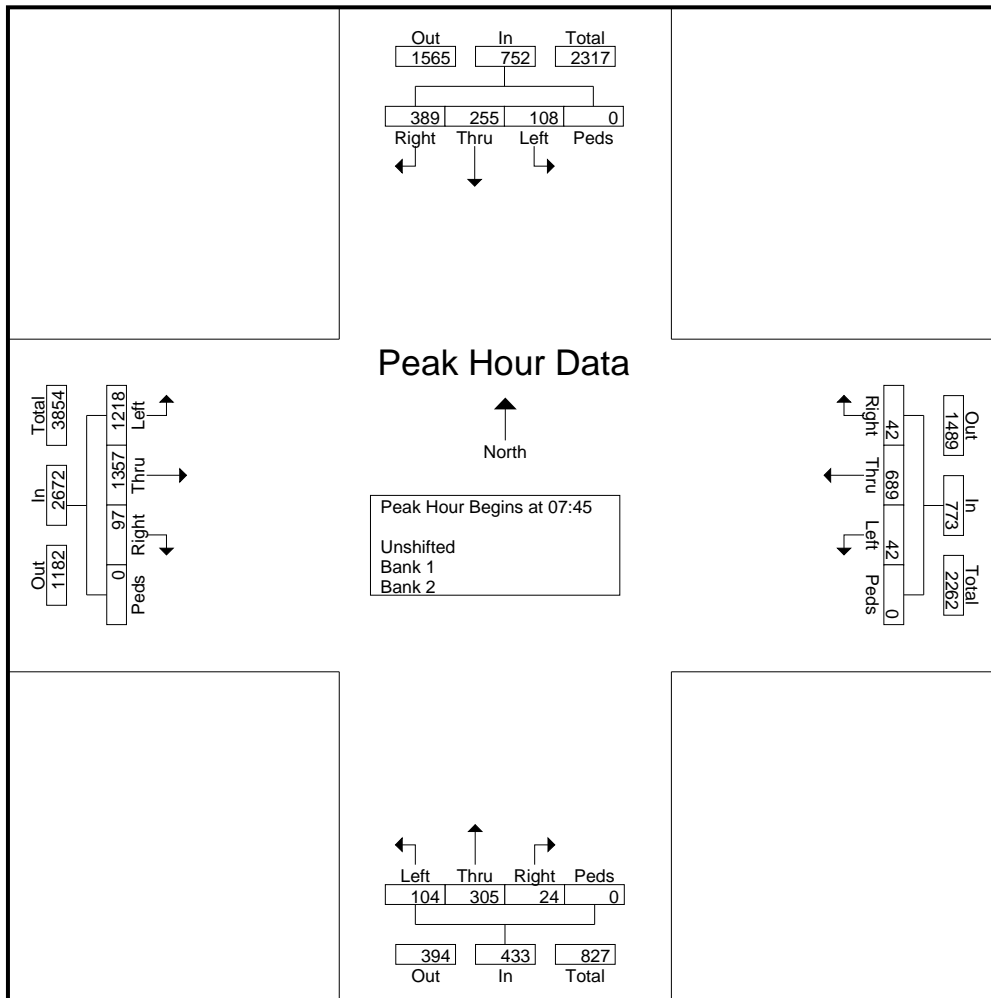 Out In Total
1565 752 2317
389 255 108 0
Right Thru Left Peds
Peak Hour Data
North
Peak Hour Begins at 07:45
Unshifted
Bank 1
Bank 2
Total In Out
3854 2672 1182
1218 1357 97 0
Left Thru Right Peds
Out In Total
1489 773 2262
42 689 42 0
Right Thru Left Peds
Left Thru Right Peds
104 305 24 0
394 433 827
Out In Total